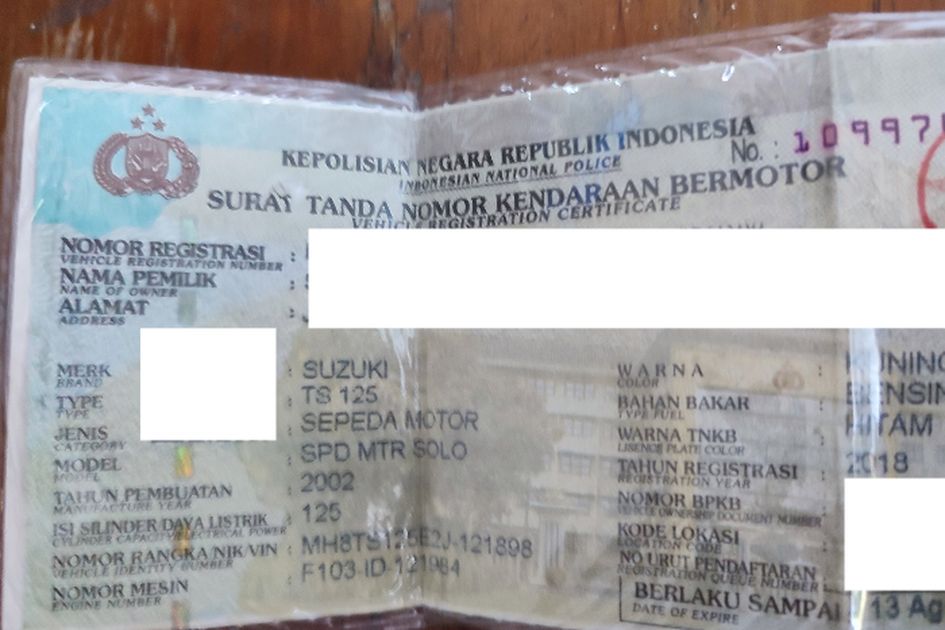 KEPOLISIAN NEGARA REPUBLIK INDONESIA
INDONESIAN NATIONAL POLICE
No. : 10997
SURAT TANDA NOMOR KENDARAAN BERMOTOR
VEHICLE REGISTRATION CERTIFICATE
NOMOR REGISTRASI :
VEHICLE REGISTRATION NUMBER
NAMA PEMILIK :
NAME OF OWNER
ALAMAT :
ADDRESS
MERK : SUZUKI
BRAND
TYPE : TS 125
TYPE
JENIS : SEPEDA MOTOR
CATEGORY
MODEL : SPD MTR SOLO
MODEL
TAHUN PEMBUATAN : 2002
MANUFACTURE YEAR
ISI SILINDER/DAYA LISTRIK : 125
CYLINDER CAPACITY/ELECTRICAL POWER
NOMOR RANGKA/NIK/VIN : MH8TS125E2J-121898
VEHICLE IDENTITY NUMBER
NOMOR MESIN : F103 ID-121984
ENGINE NUMBER
WARNA : KUNING
COLOR
BAHAN BAKAR : BENSIN
TYPE FUEL
WARNA TNKB : HITAM
LISENCE PLATE COLOR
TAHUN REGISTRASI : 2018
REGISTRATION YEAR
NOMOR BPKB
VEHICLE OWNERSHIP DOCUMENT NUMBER
KODE LOKASI
LOCATION CODE
NO URUT PENDAFTARAN
REGISTRATION QUEUE NUMBER
BERLAKU SAMPAI 13 Ag
DATE OF EXPIRE